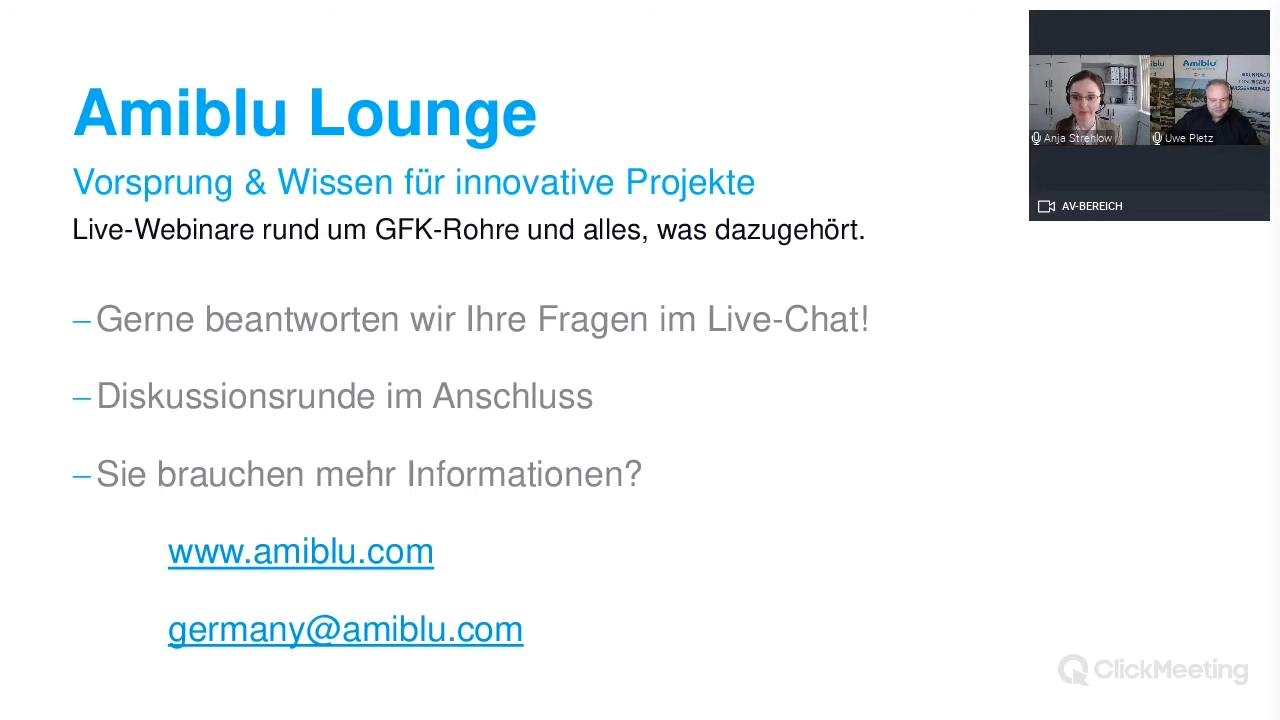 Amiblu Lounge
Vorsprung & Wissen für innovative Projekte
Live-Webinare rund um GFK-Rohre und alles, was dazugehört.
– Gerne beantworten wir Ihre Fragen im Live-Chat!
– Diskussionsrunde im Anschluss
– Sie brauchen mehr Informationen?
www.amiblu.com
germany@amiblu.com
Amiblu
Anja Strehlow
Uwe Pletz
AV-BEREICH
ClickMeeting